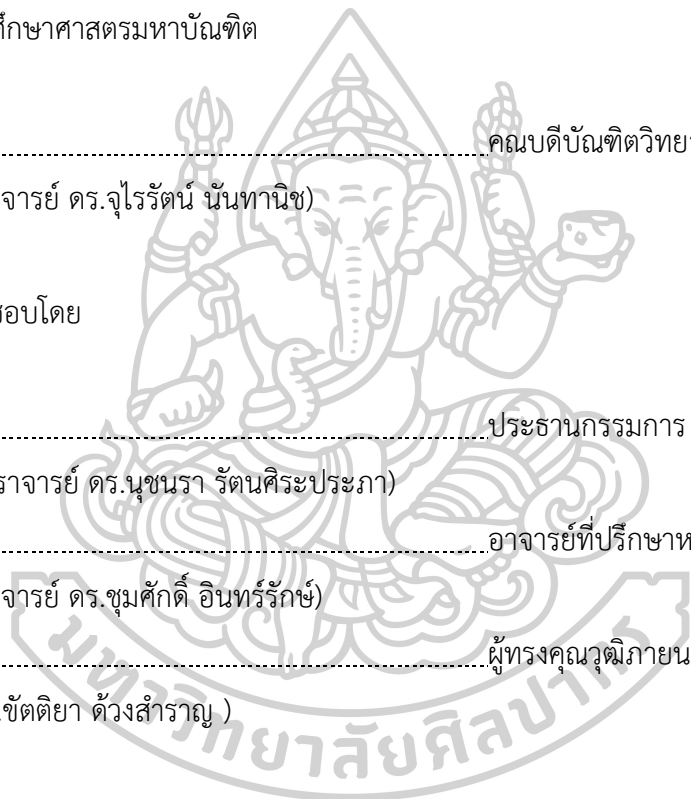 ศึกษาศาสตรมหาบัณฑิต
คณบดีบัณฑิตวิทยา
จารย์ ดร.จุไรรัตน์ นันทานิช)
สอบโดย
ประธานกรรมการ
ราจารย์ ดร.นุชนรา รัตนศิระประภา)
อาจารย์ที่ปรึกษาห
จารย์ ดร.ชุมศักดิ์ อินทร์รักษ์)
ผู้ทรงคุณวุฒิภายน
.ขัตติยา ด้วงสำราญ )
มหาวิทยาลัยศิลปากร